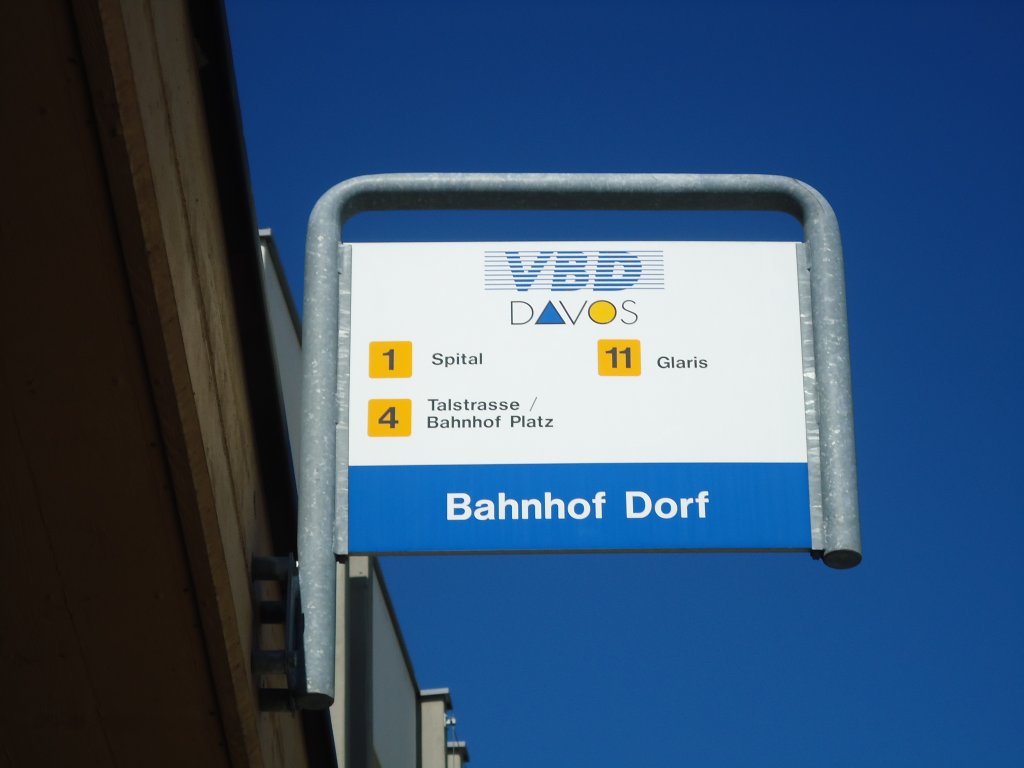 VBD
DAVOS
1 Spital
11 Glaris
4 Talstrasse /
Bahnhof Platz
Bahnhof Dorf